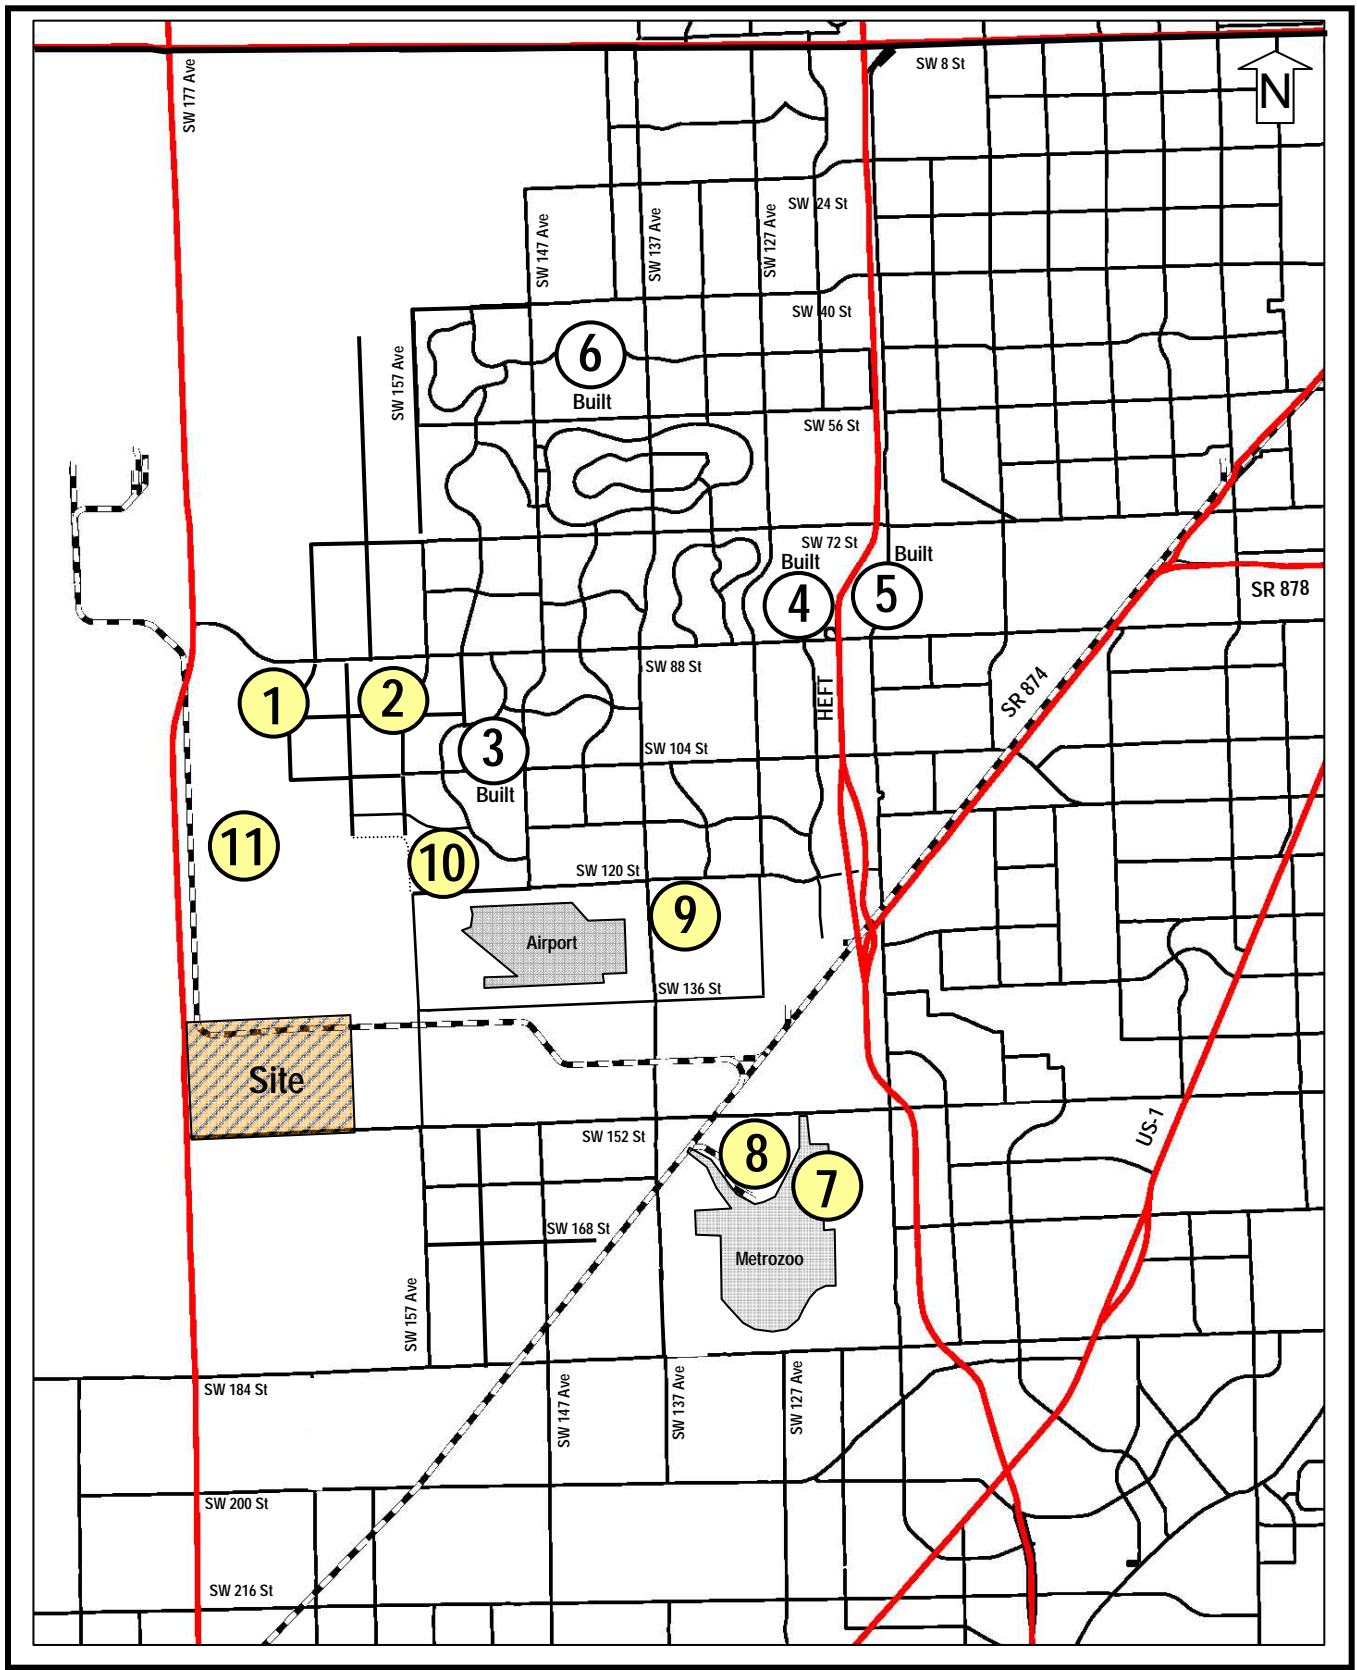 SW 8 St
N
SW 177 Ave
SW 24 St
SW 147 Ave
SW 137 Ave
SW 127 Ave
SW 40 St
6
Built
SW 157 Ave
SW 56 St
SW 72 St
Built
Built
4
5
SR 878
SW 88 St
SR 874
HEFT
1
2
3
Built
SW 104 St
11
10
SW 120 St
9
Airport
SW 136 St
Site
US-1
SW 152 St
8
7
SW 168 St
Metrozoo
SW 157 Ave
SW 184 St
SW 147 Ave
SW 137 Ave
SW 127 Ave
SW 200 St
SW 216 St